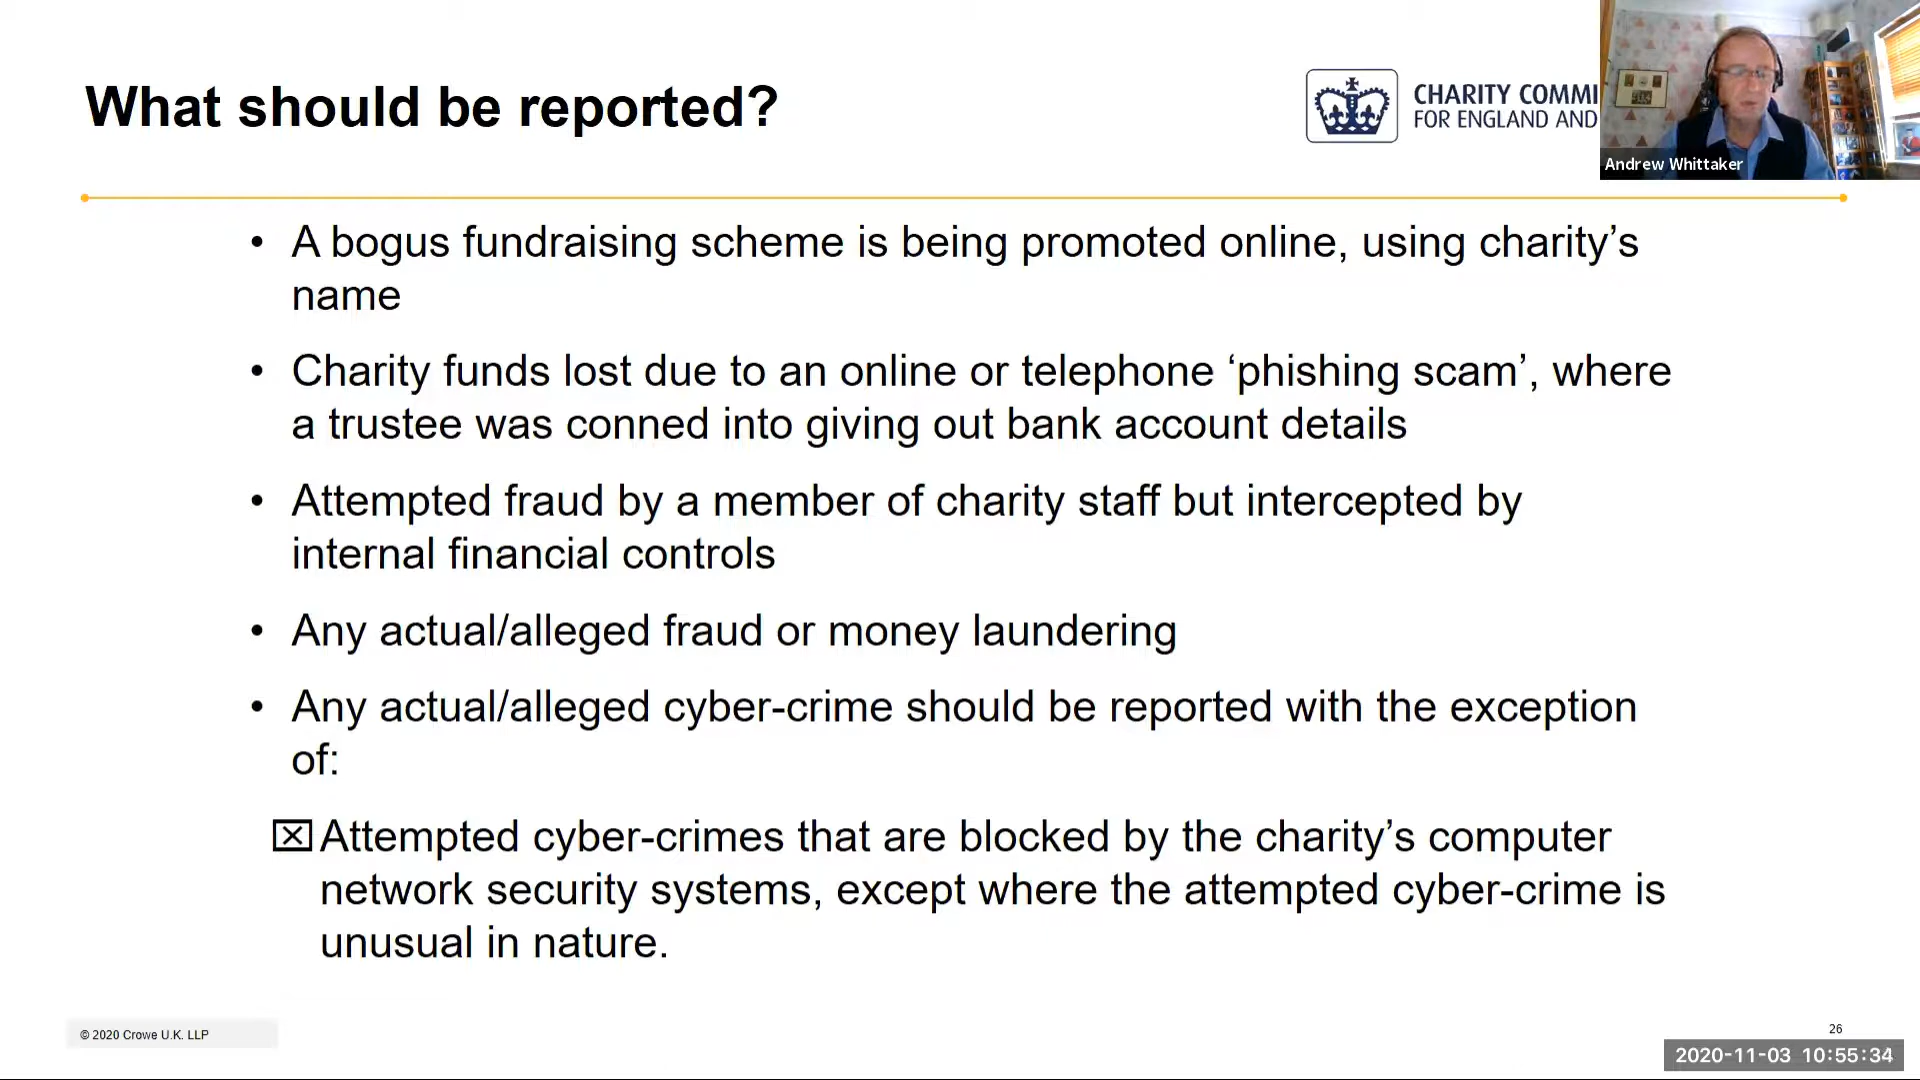 What should be reported?
CHARITY COMMI
FOR ENGLAND AND
Andrew Whittaker
• A bogus fundraising scheme is being promoted online, using charity’s
name
• Charity funds lost due to an online or telephone ‘phishing scam’, where
a trustee was conned into giving out bank account details
• Attempted fraud by a member of charity staff but intercepted by
internal financial controls
• Any actual/alleged fraud or money laundering
• Any actual/alleged cyber-crime should be reported with the exception
of:
☒ Attempted cyber-crimes that are blocked by the charity’s computer
network security systems, except where the attempted cyber-crime is
unusual in nature.
© 2020 Crowe U.K. LLP
26
2020-11-03 10:55:34